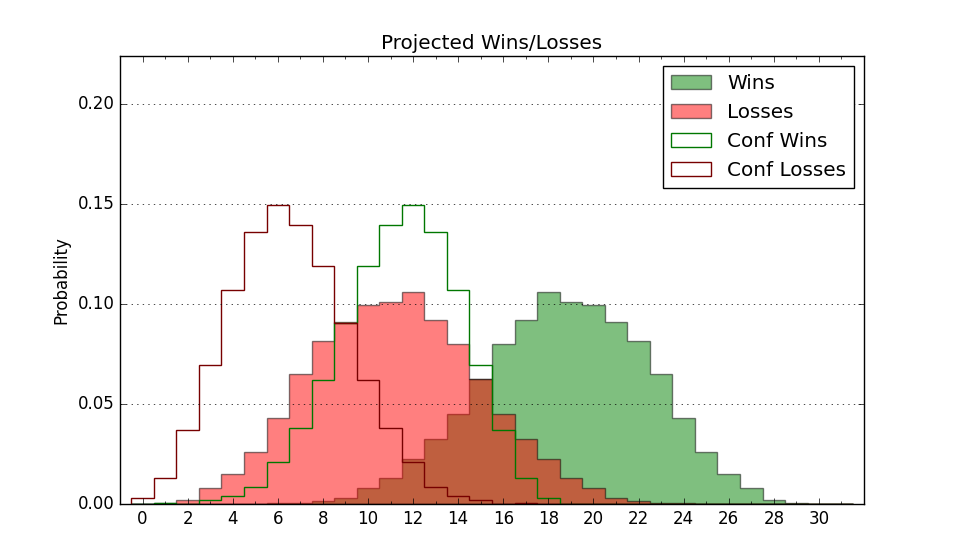 Projected Wins/Losses
Wins
Losses
Conf Wins
Conf Losses
Probability
0.20
0.15
0.10
0.05
0.00
0 2 4 6 8 10 12 14 16 18 20 22 24 26 28 30